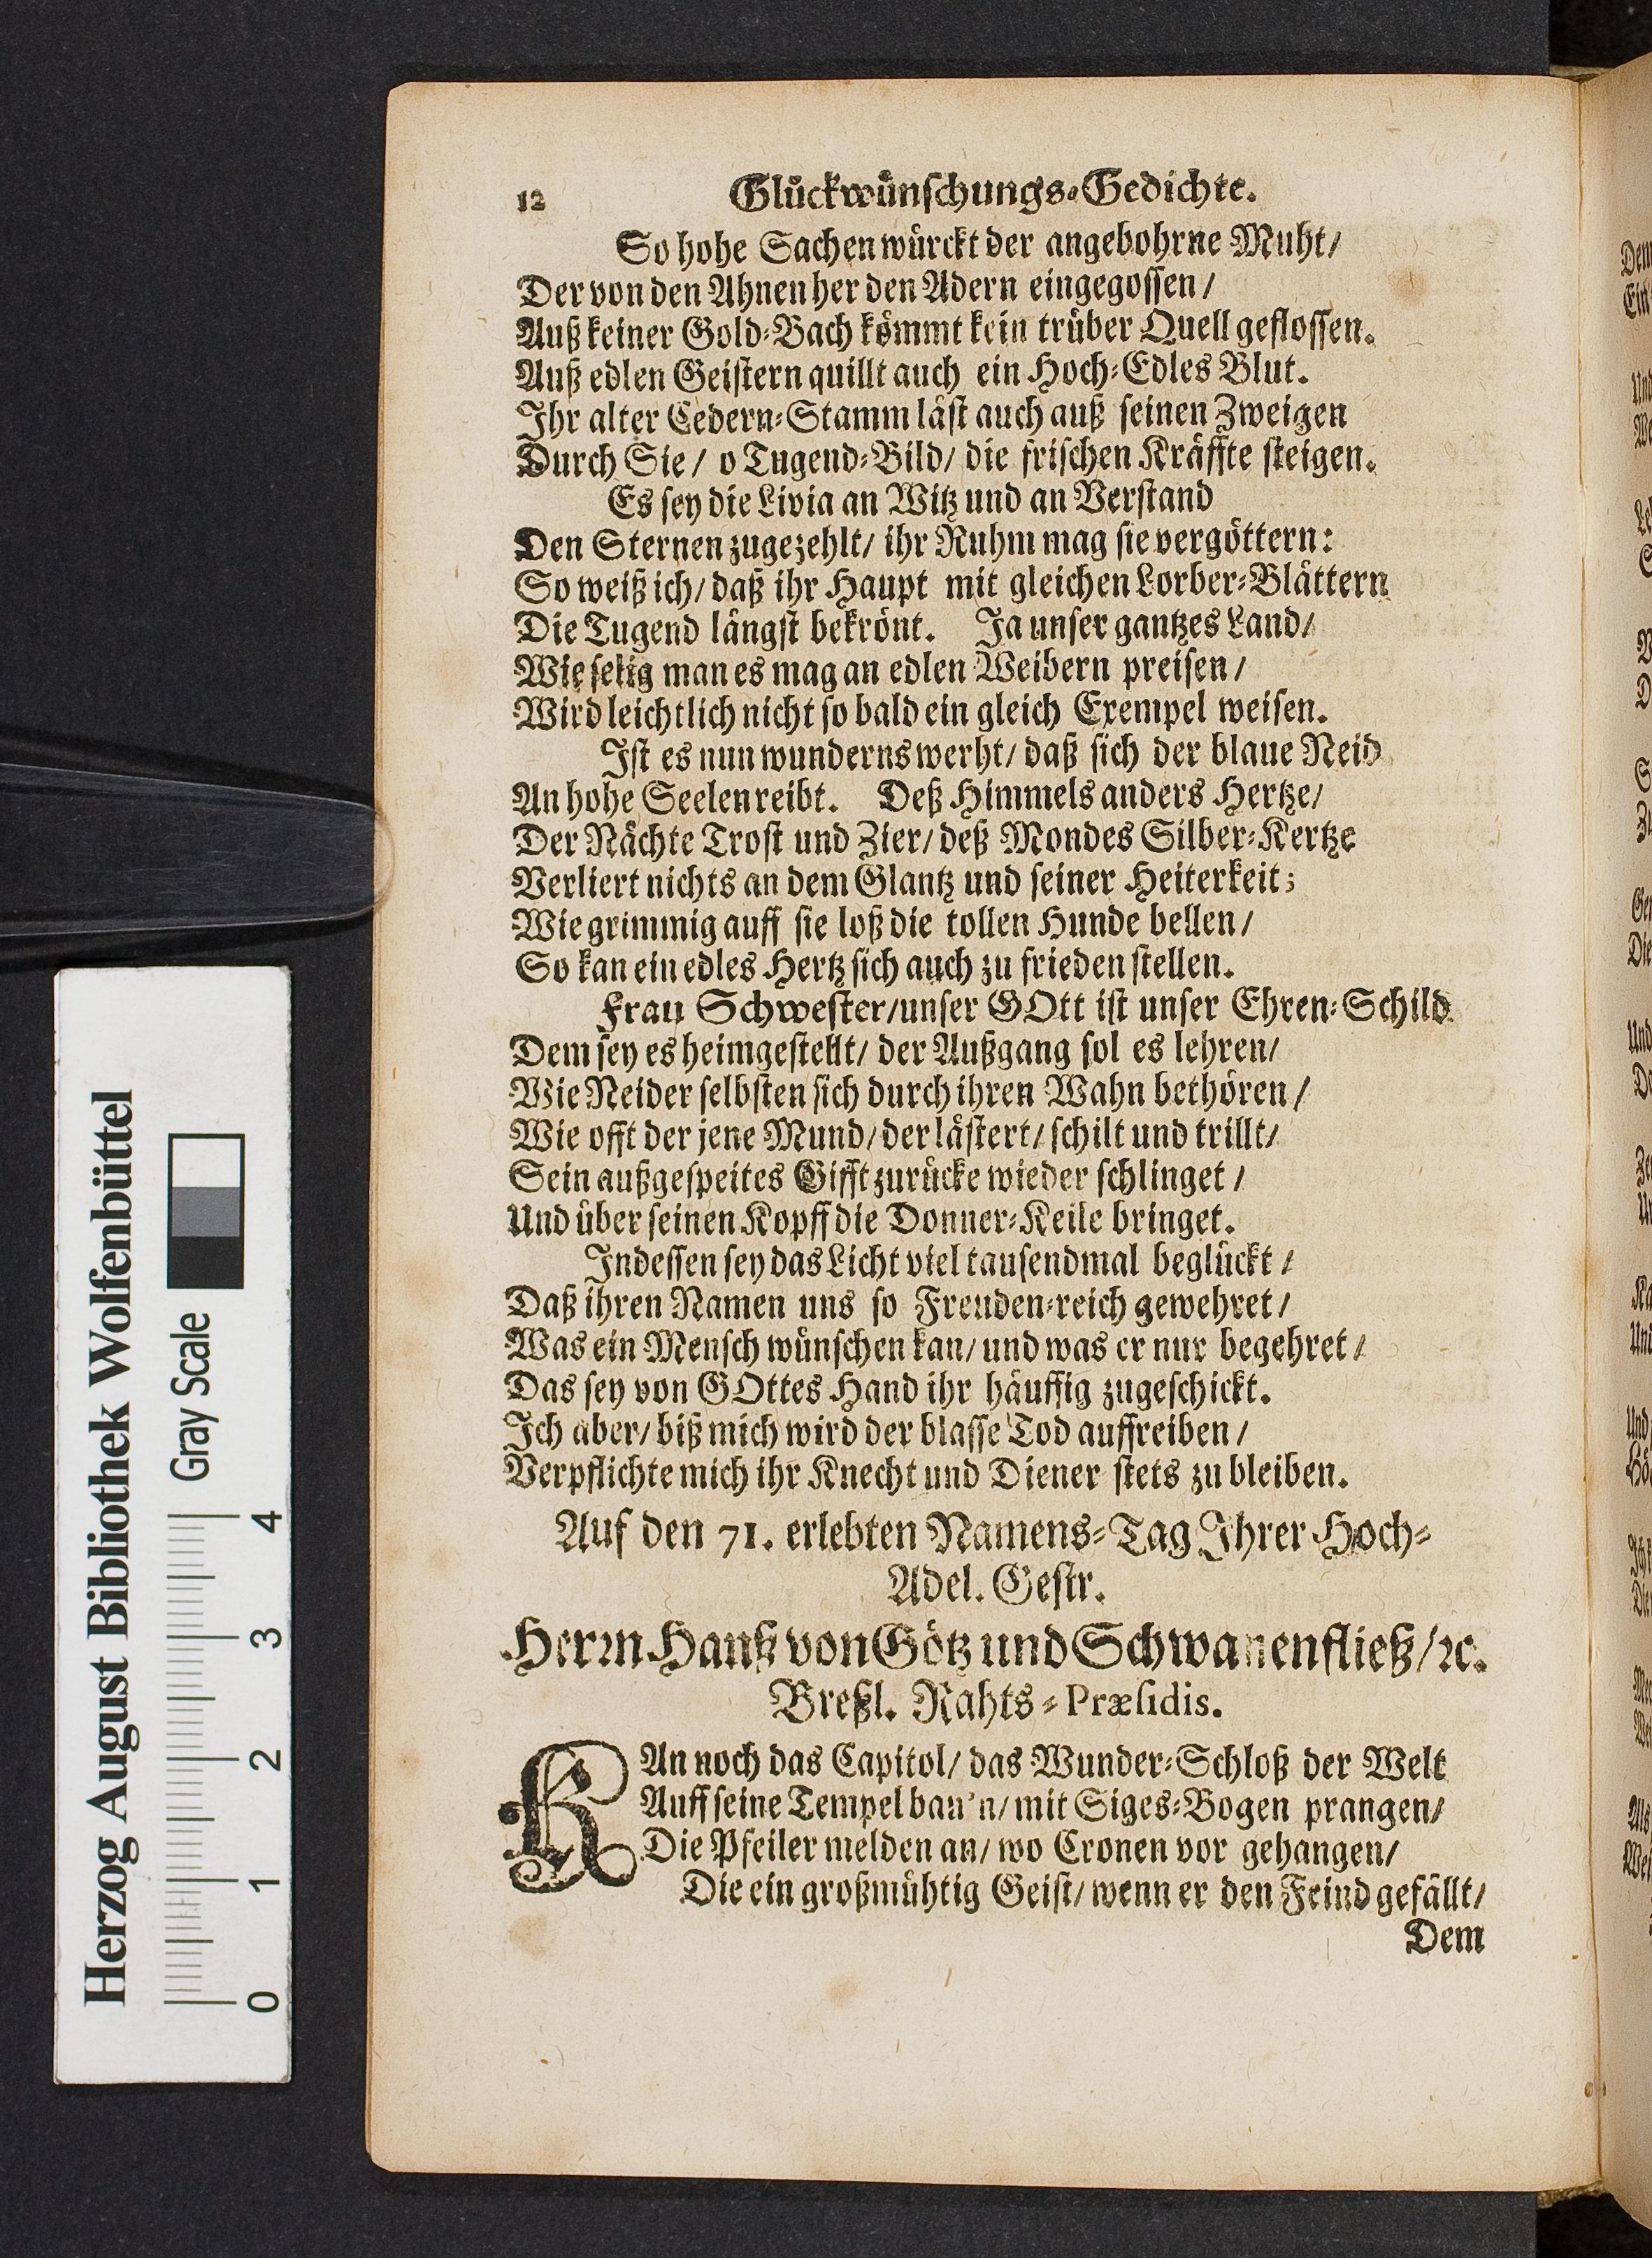 12 Glückwünschungs-Gedichte.
So hohe Sachen würckt der angebohrne Muht/
Der von den Ahnen her den Adern eingegossen/
Auß keiner Gold-Bach kömmt kein trüber Quell geflossen.
Auß edlen Geistern quillt auch ein Hoch-Edles Blut.
Ihr alter Cedern-Stamm läst auch auß seinen Zweigen
Durch Sie/ o Tugend-Bild/ die frischen Kräffte steigen.
Es sey die Livia an Witz und an Verstand
Den Sternen zugezehlt/ ihr Ruhm mag sie vergöttern:
So weiß ich/ daß ihr Haupt mit gleichen Lorber-Blättern
Die Tugend längst bekrönt. Ja unser gantzes Land/
Wie selig man es mag an edlen Weibern preisen/
Wird leichtlich nicht so bald ein gleich Exempel weisen.
Ist es nun wunderns werht/ daß sich der blaue Neid
An hohe Seelen reibt. Deß Himmels anders Hertze/
Der Nächte Trost und Zier/ deß Mondes Silber-Kertze
Verliert nichts an dem Glantz und seiner Heiterkeit;
Wie grimmig auff sie loß die tollen Hunde bellen/
So kan ein edles Hertz sich auch zu frieden stellen.
Frau Schwester/unser GOtt ist unser Ehren-Schild
Dem sey es heimgestellt/ der Außgang sol es lehren/
Wie Neider selbsten sich durch ihren Wahn bethören/
Wie offt der jene Mund/ der lästert/ schilt und trillt/
Sein außgespeites Gifft zurücke wieder schlinget/
Und über seinen Kopff die Donner-Keile bringet.
Indessen sey das Licht viel tausendmal beglückt/
Daß ihren Namen uns so Freuden-reich gewehret/
Was ein Mensch wünschen kan/ und was er nur begehret/
Das sey von GOttes Hand ihr häuffig zugeschickt.
Ich aber/ biß mich wird der blasse Tod auffreiben/
Verpflichte mich ihr Knecht und Diener stets zu bleiben.
Auf den 71. erlebten Namens-Tag Ihrer Hoch-
Adel. Gestr.
Herrn Hanß von Götz und Schwanenfließ/ꝛc.
Breßl. Rahts-Præsidis.
KAn noch das Capitol/ das Wunder-Schloß der Welt
Auff seine Tempel bau'n/ mit Siges-Bogen prangen/
Die Pfeiler melden an/ wo Cronen vor gehangen/
Die ein großmühtig Geist/ wenn er den Feind gefällt/
Dem
Herzog August Bibliothek Wolfenbüttel
Gray Scale
0 1 2 3 4